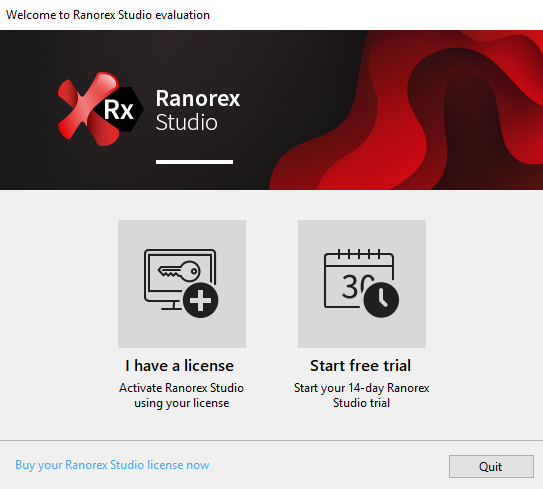 Welcome to Ranorex Studio evaluation
Rx
Ranorex
Studio
30
I have a license
Activate Ranorex Studio
using your license
Start free trial
Start your 14-day Ranorex
Studio trial
Buy your Ranorex Studio license now
Quit